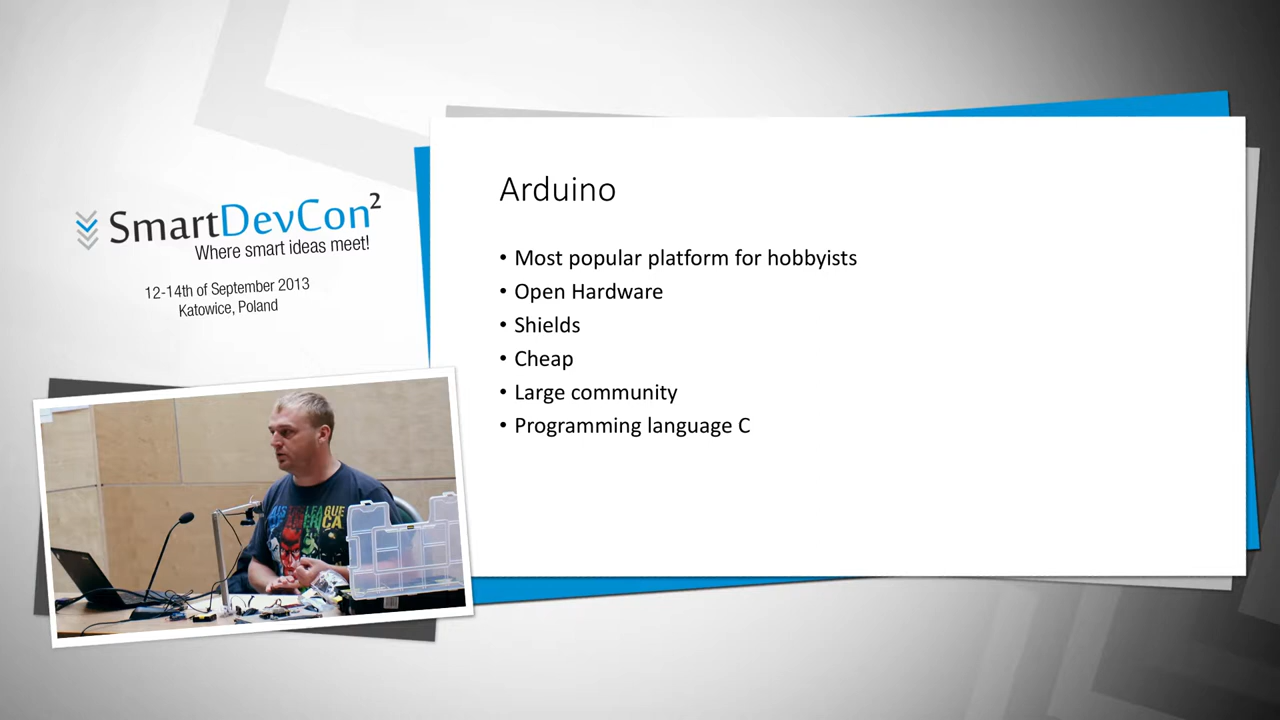 SmartDevCon²
Where smart ideas meet!
12-14th of September 2013
Katowice, Poland
Arduino
• Most popular platform for hobbyists
• Open Hardware
• Shields
• Cheap
• Large community
• Programming language C